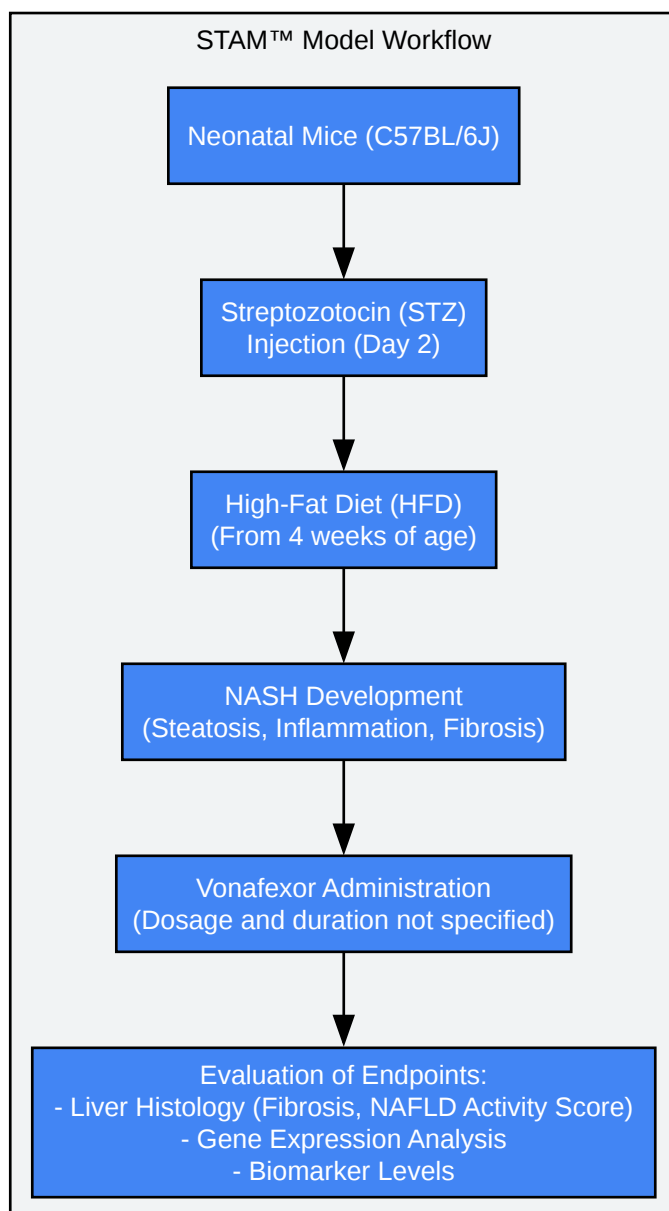 STAM™ Model Workflow
Neonatal Mice (C57BL/6J)
Streptozotocin (STZ)
Injection (Day 2)
High-Fat Diet (HFD)
(From 4 weeks of age)
NASH Development
(Steatosis, Inflammation, Fibrosis)
Vonafexor Administration
(Dosage and duration not specified)
Evaluation of Endpoints:
- Liver Histology (Fibrosis, NAFLD Activity Score)
- Gene Expression Analysis
- Biomarker Levels